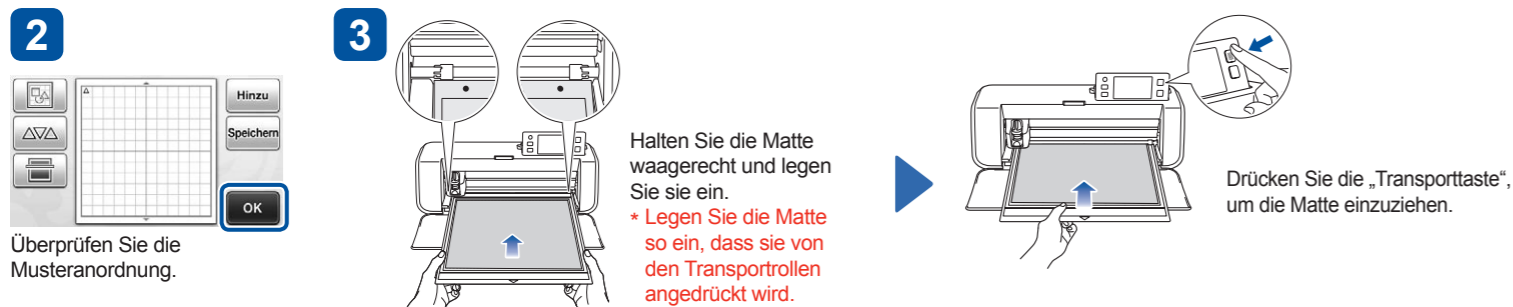 2
Hinzu
Speichern
OK
Überprüfen Sie die
Musteranordnung.
3
Halten Sie die Matte
waagerecht und legen
Sie sie ein.
* Legen Sie die Matte
so ein, dass sie von
den Transportrollen
angedrückt wird.
Drücken Sie die „Transporttaste“,
um die Matte einzuziehen.